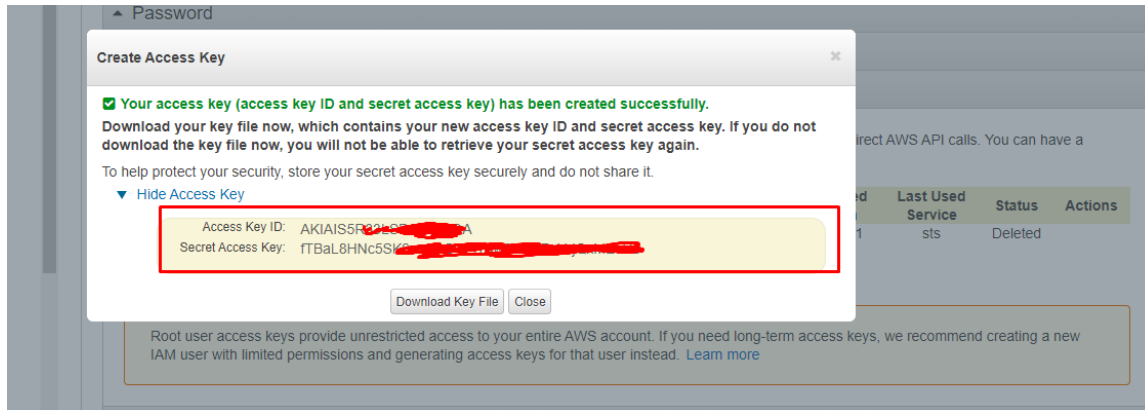 Password
Create Access Key
Your access key (access key ID and secret access key) has been created successfully.
Download your key file now, which contains your new access key ID and secret access key. If you do not
download the key file now, you will not be able to retrieve your secret access key again.
irect AWS API calls. You can have a
To help protect your security, store your secret access key securely and do not share it.
Hide Access Key
ed Last Used Service Status Actions
Access Key ID:
1 sts Deleted
Secret Access Key:
Download Key File Close
Root user access keys provide unrestricted access to your entire AWS account. If you need long-term access keys, we recommend creating a new
IAM user with limited permissions and generating access keys for that user instead. Learn more